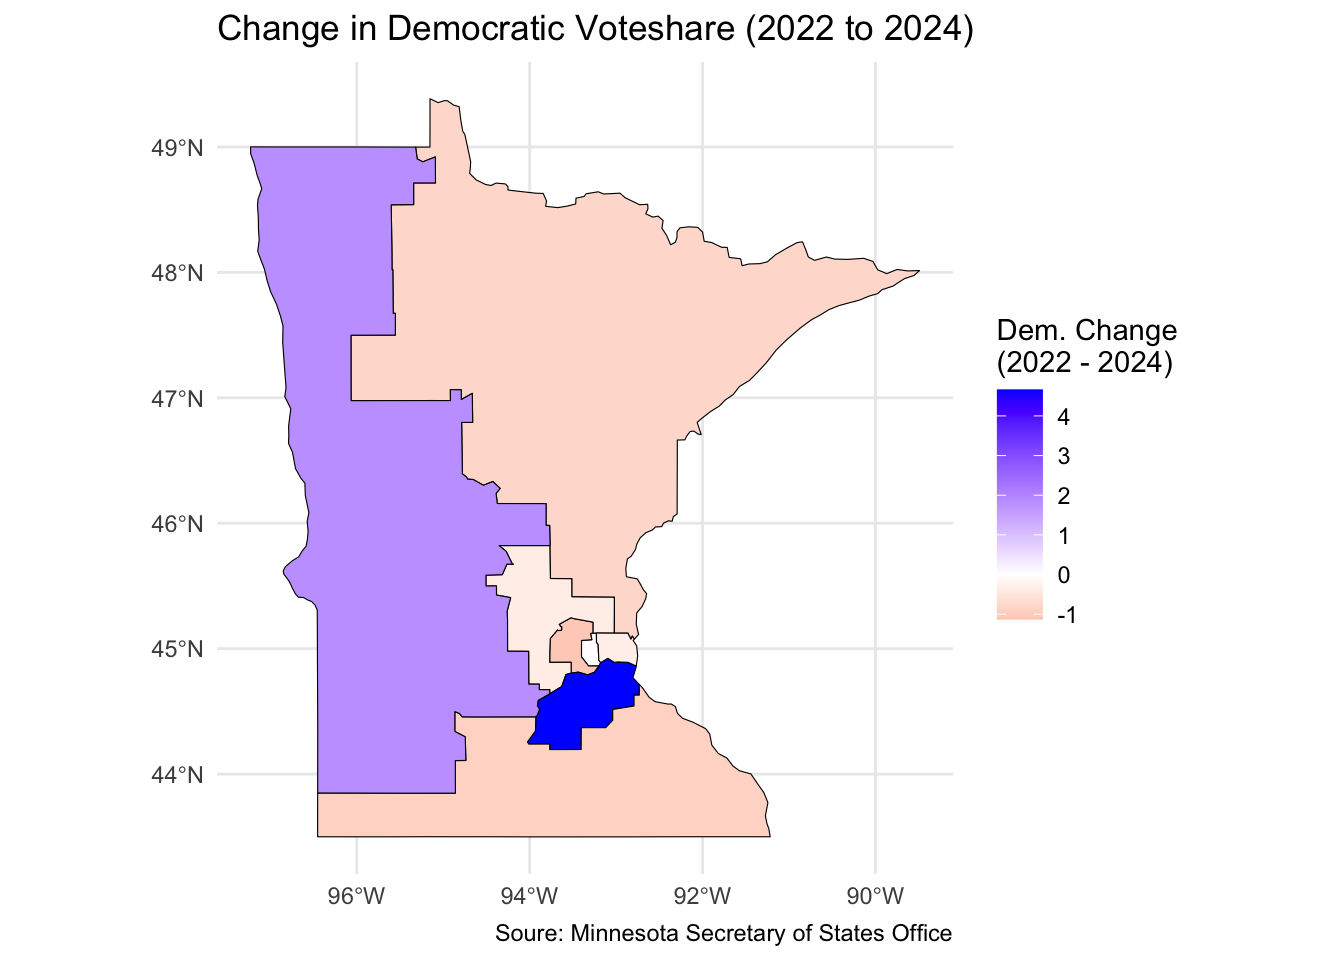 Change in Democratic Voteshare (2022 to 2024)
49°N
48°N
47°N
46°N
45°N
44°N
96°W
94°W
92°W
90°W
Dem. Change
(2022 - 2024)
4
3
2
1
0
-1
Soure: Minnesota Secretary of States Office